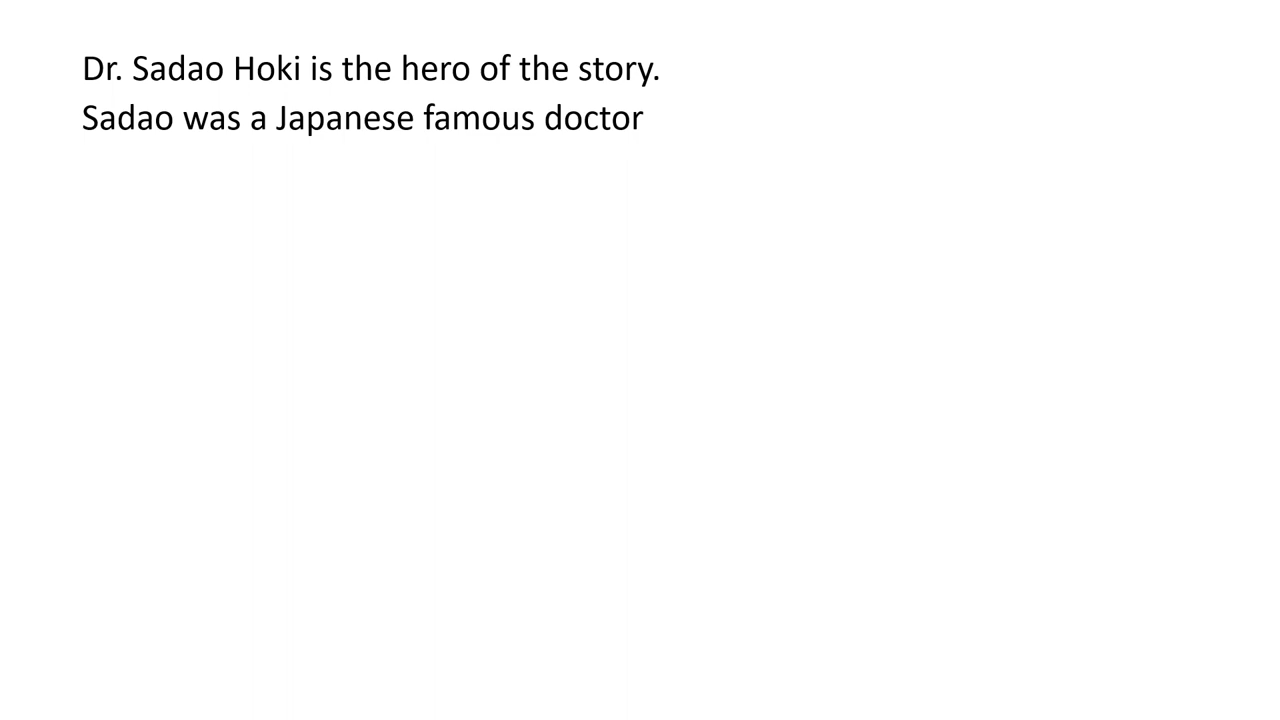 Dr. Sadao Hoki is the hero of the story.
Sadao was a Japanese famous doctor